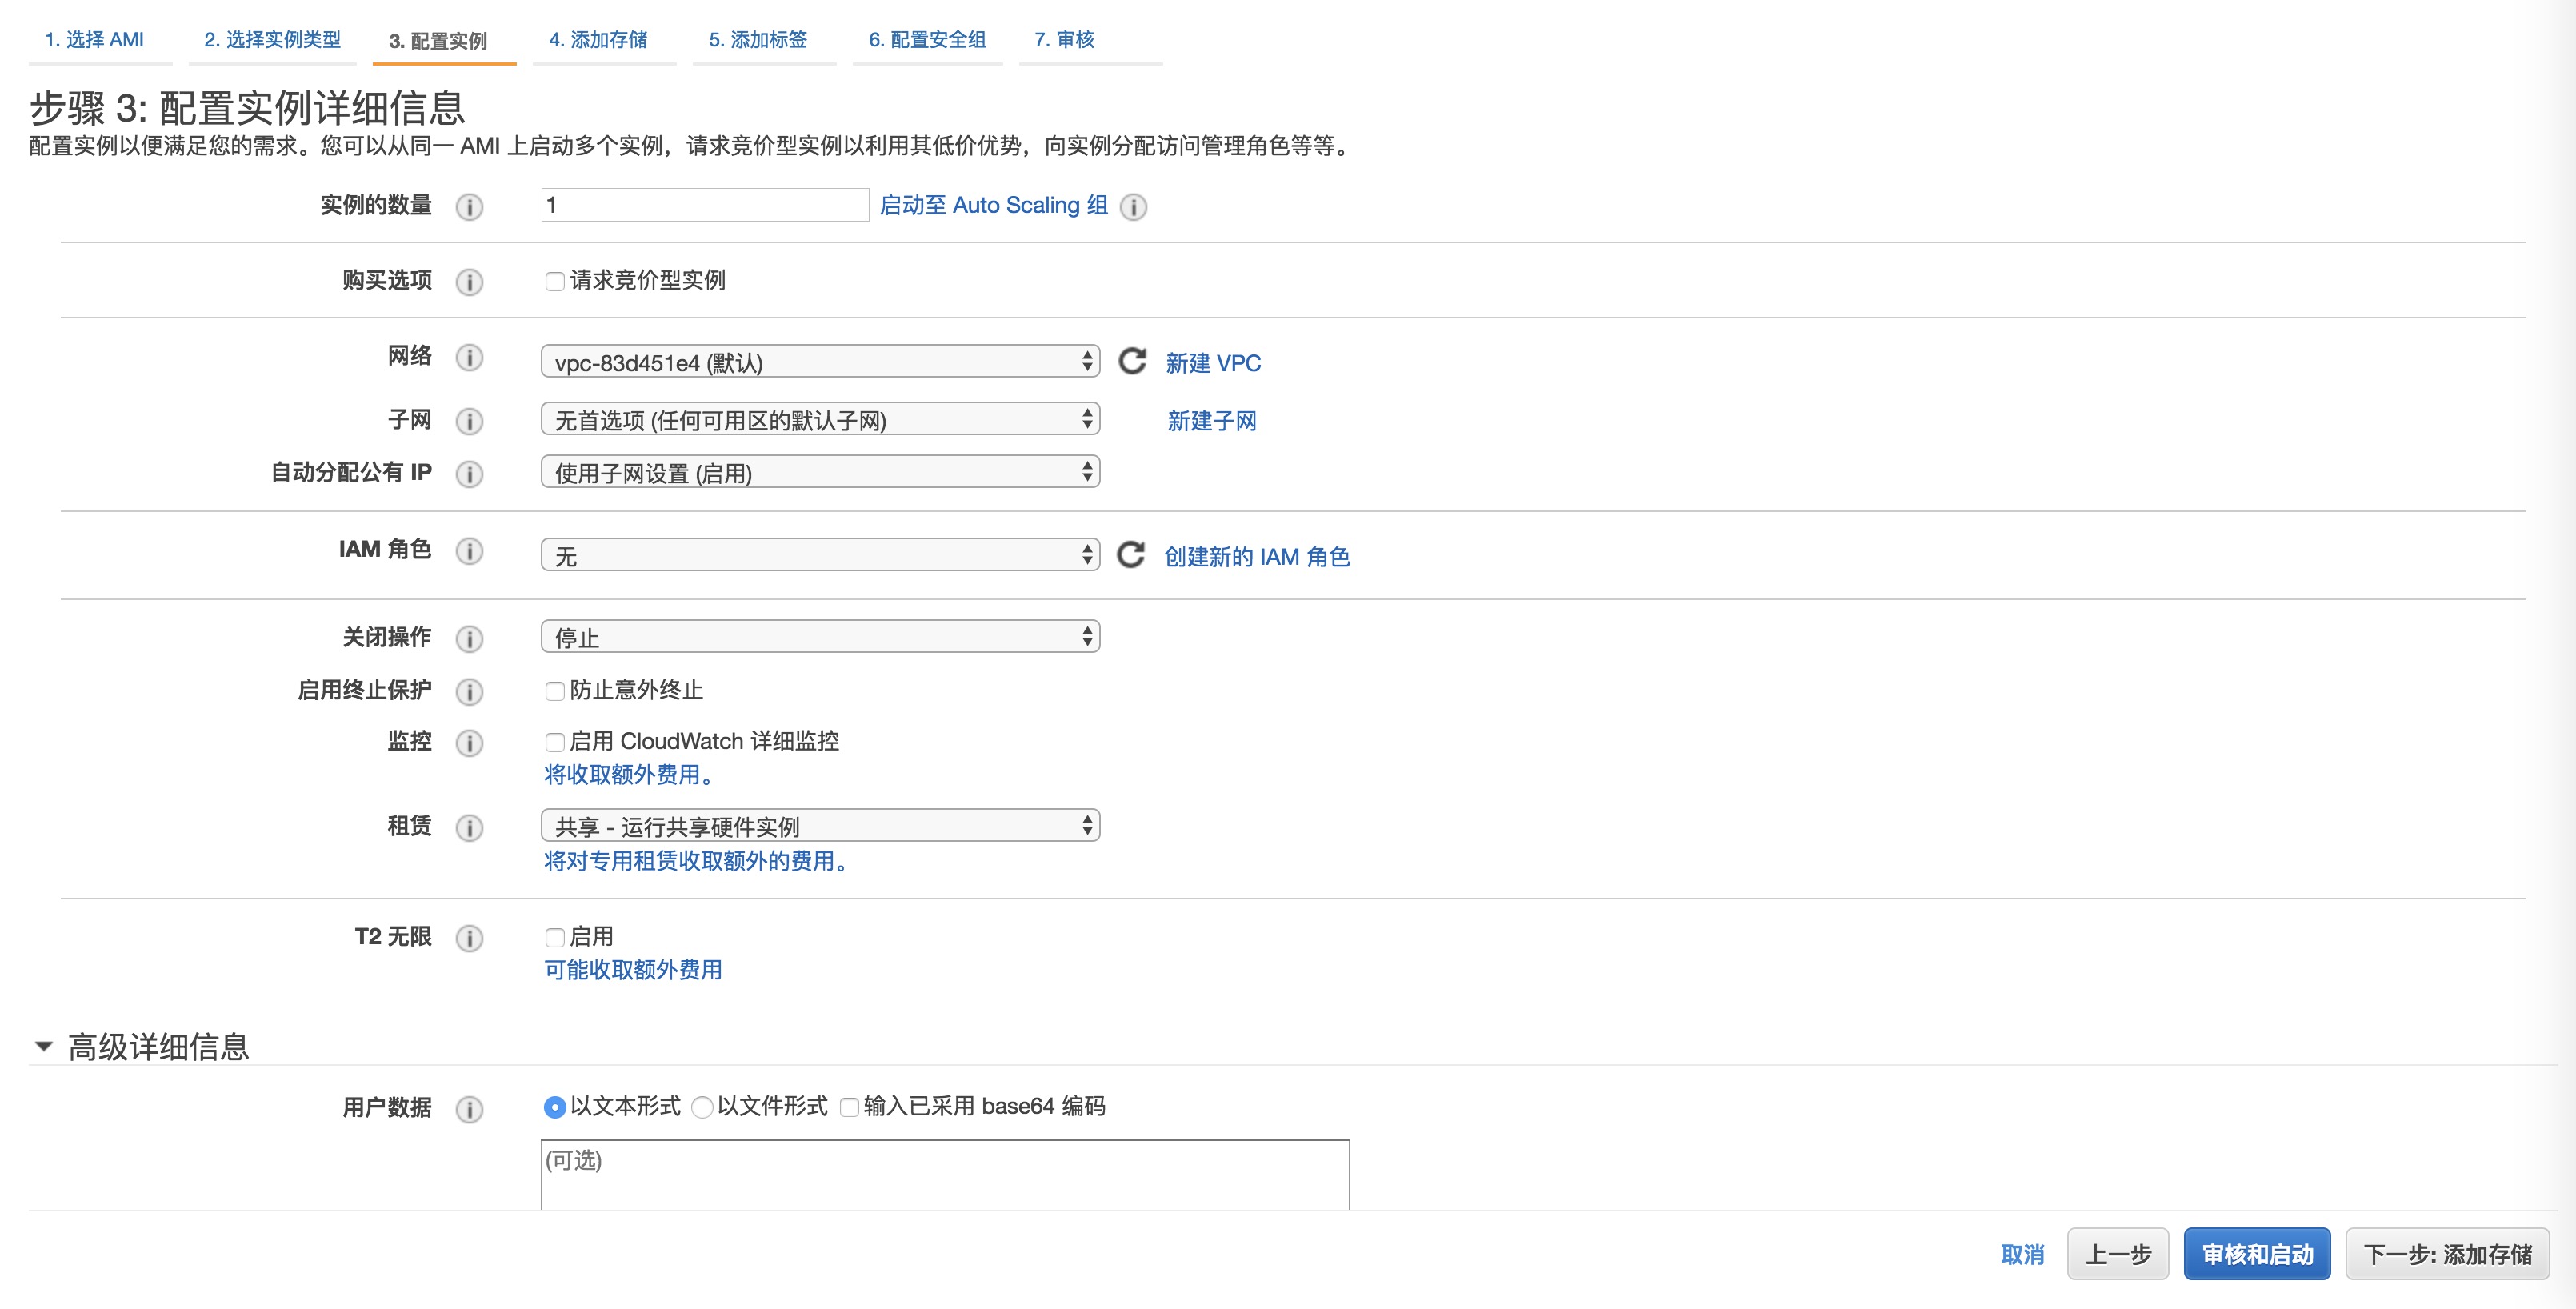 1. 选择 AMI 2. 选择实例类型 3. 配置实例 4. 添加存储 5. 添加标签 6. 配置安全组 7. 审核
步骤 3: 配置实例详细信息
配置实例以便满足您的需求。您可以从同一 AMI 上启动多个实例，请求竞价型实例以利用其低价优势，向实例分配访问管理角色等等。
实例的数量 1 启动至 Auto Scaling 组
购买选项 请求竞价型实例
网络 vpc-83d451e4 (默认) 新建 VPC
子网 无首选项 (任何可用区的默认子网) 新建子网
自动分配公有 IP 使用子网设置 (启用)
IAM 角色 无 创建新的 IAM 角色
关闭操作 停止
启用终止保护 防止意外终止
监控 启用 CloudWatch 详细监控
将收取额外费用。
租赁 共享 - 运行共享硬件实例
将对专用租赁收取额外的费用。
T2 无限 启用
可能收取额外费用
高级详细信息
用户数据 以文本形式 以文件形式 输入已采用 base64 编码
(可选)
取消 上一步 审核和启动 下一步: 添加存储